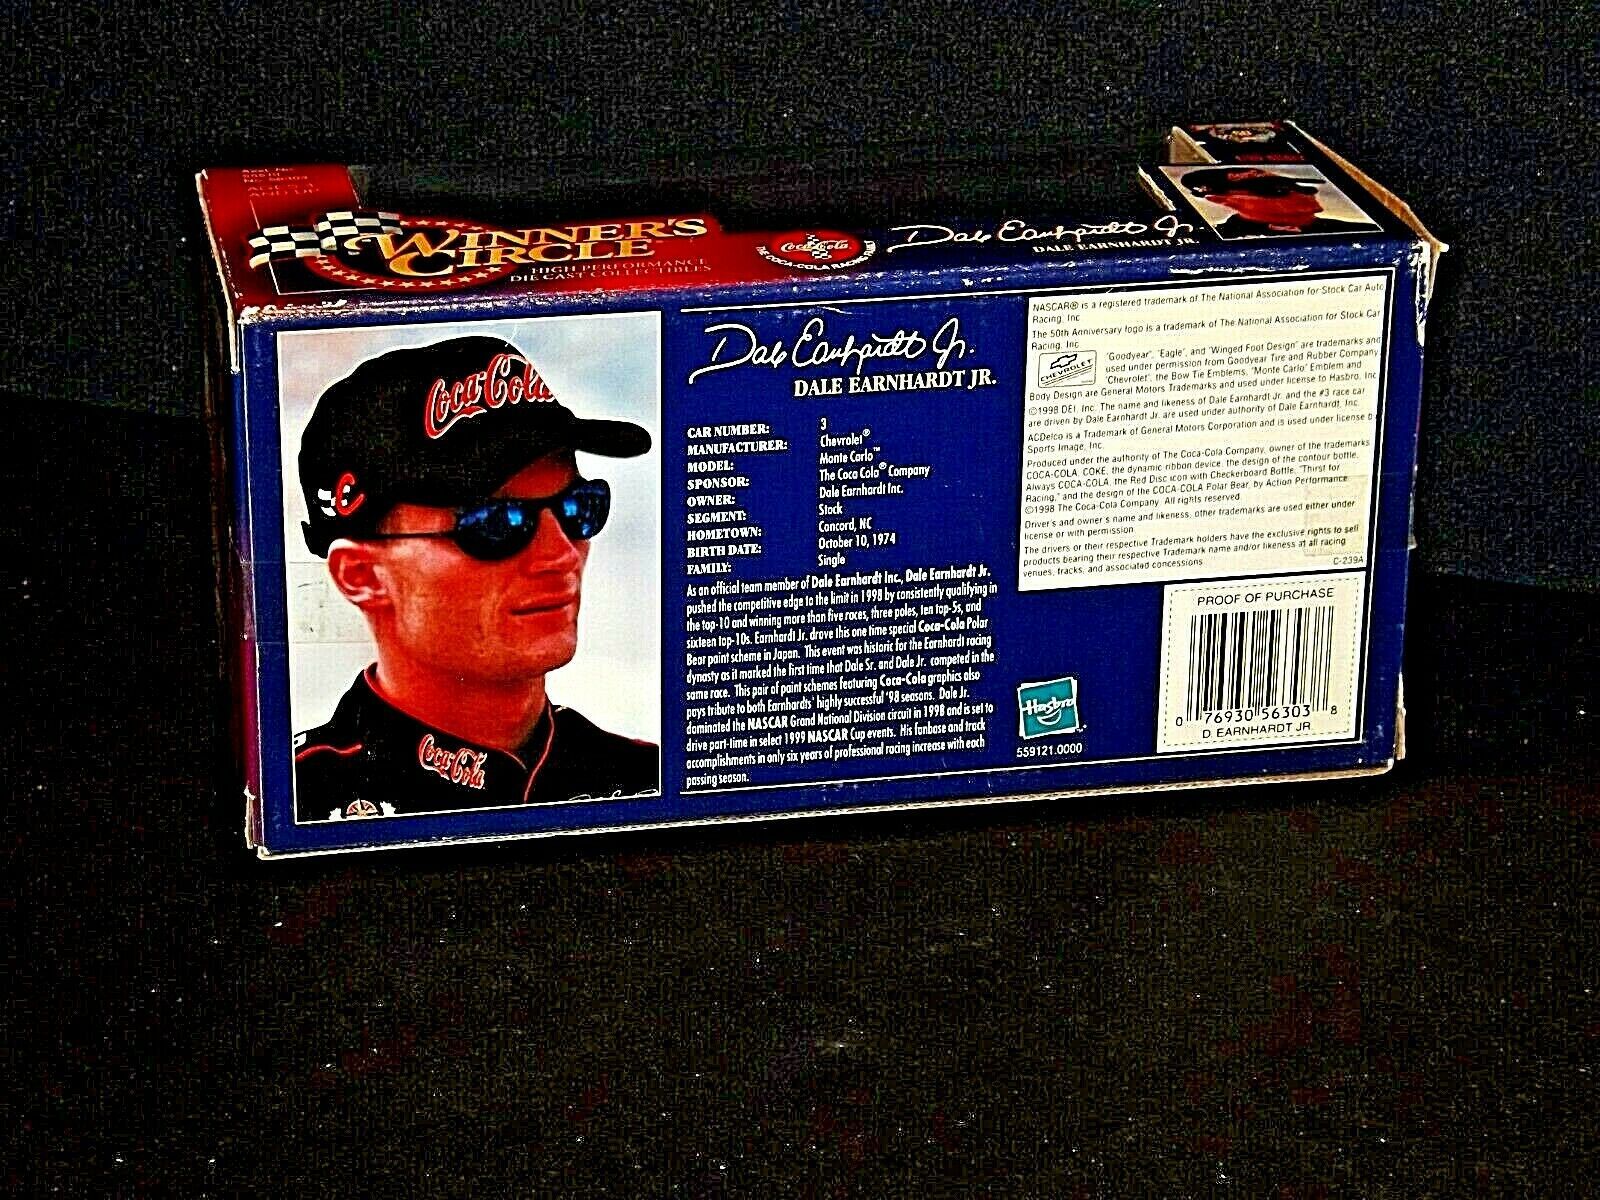 WINNER'S
CIRCLE
HIGH PERFORMANCE
DIE CAST COLLECTIBLES
Coca-Cola
THE COCA-COLA RACING
Dale Earnhardt Jr.
DALE EARNHARDT JR.
Coca-Cola
Coca-Cola
Dale Earnhardt Jr.
DALE EARNHARDT JR.
CAR NUMBER: 3
MANUFACTURER: Chevrolet®
MODEL: Monte Carlo™
SPONSOR: The Coca Cola® Company
OWNER: Dale Earnhardt Inc.
SEGMENT: Stock
HOMETOWN: Concord, NC
BIRTH DATE: October 10, 1974
FAMILY: Single
As an official team member of Dale Earnhardt Inc., Dale Earnhardt Jr.
pushed the competitive edge to the limit in 1998 by consistently qualifying in
the top-10 and winning more than five races, three poles, ten top-5s, and
sixteen top-10s. Earnhardt Jr. drove this one time special Coca-Cola Polar
Bear paint scheme in Japan. This event was historic for the Earnhardt racing
dynasty as it marked the first time that Dale Sr. and Dale Jr. competed in the
same race. This pair of paint schemes featuring Coca-Cola graphics also
pays tribute to both Earnhardts' highly successful '98 seasons. Dale Jr.
dominated the NASCAR Grand National Division circuit in 1998 and is set to
drive part-time in select 1999 NASCAR Cup events. His fanbase and track
accomplishments in only six years of professional racing increase with each
passing season.
NASCAR® is a registered trademark of The National Association for Stock Car Auto
Racing, Inc
The 50th Anniversary logo is a trademark of The National Association for Stock Car
Racing, Inc
CHEVROLET
"Goodyear", "Eagle", and "Winged Foot Design" are trademarks and
used under permission from Goodyear Tire and Rubber Company
"Chevrolet", the Bow Tie Emblems, "Monte Carlo" Emblem and
Body Design are General Motors Trademarks and used under license to Hasbro, Inc
©1998 DEI, Inc. The name and likeness of Dale Earnhardt Jr. and the #3 race car
are driven by Dale Earnhardt Jr. are used under authority of Dale Earnhardt, Inc.
ACDelco is a Trademark of General Motors Corporation and is used under license
Sports Image, Inc.
Produced under the authority of The Coca-Cola Company, owner of the trademarks
COCA-COLA, COKE, the dynamic ribbon device, the design of the contour bottle,
Always COCA-COLA, the Red Disc icon with Checkerboard Bottle, "Thirst for
Racing," and the design of the COCA-COLA Polar Bear, by Action Performance
©1998 The Coca-Cola Company. All rights reserved.
Driver's and owner's name and likeness, other trademarks are used either under
license or with permission
The drivers or their respective Trademark holders have the exclusive rights to sell
products bearing their respective Trademark name and/or likeness at all racing
venues, tracks, and associated concessions. C-239A
Hasbro
559121.0000
PROOF OF PURCHASE
0 76930 56303 8
D. EARNHARDT JR